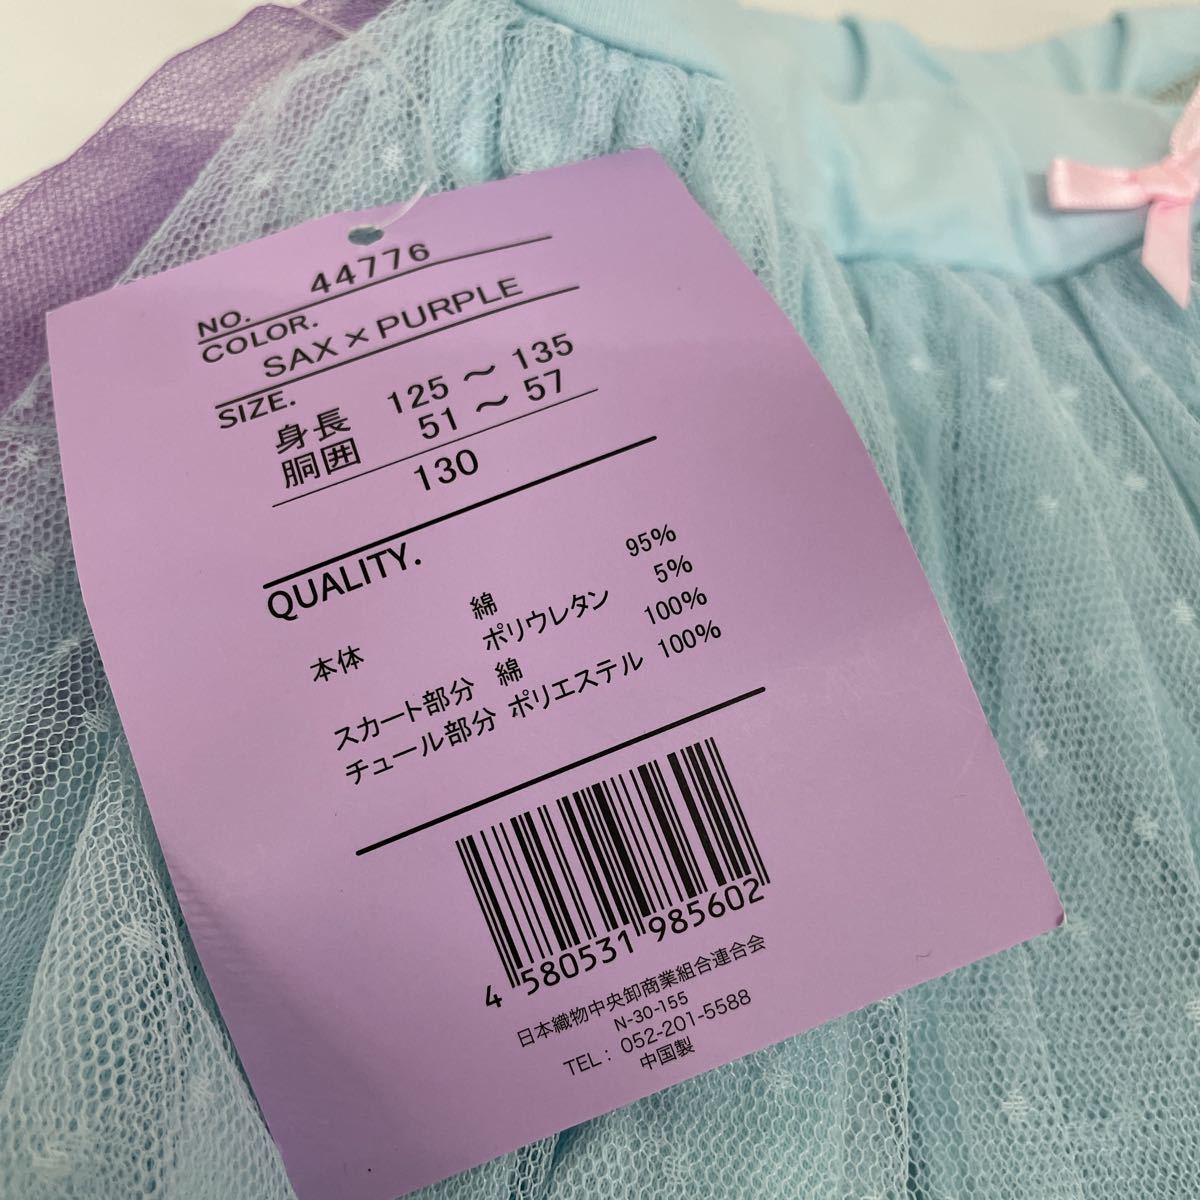 NO. 44776
COLOR.
SAX×PURPLE
SIZE.
身長 125～135
胴囲 51～57
130
QUALITY.
本体 綿 95%
ポリウレタン 5%
スカート部分 綿 100%
チュール部分 ポリエステル 100%
4 580531 985602
日本織物中央卸商業組合連合会
N-30-155
TEL: 052-201-5588
中国製